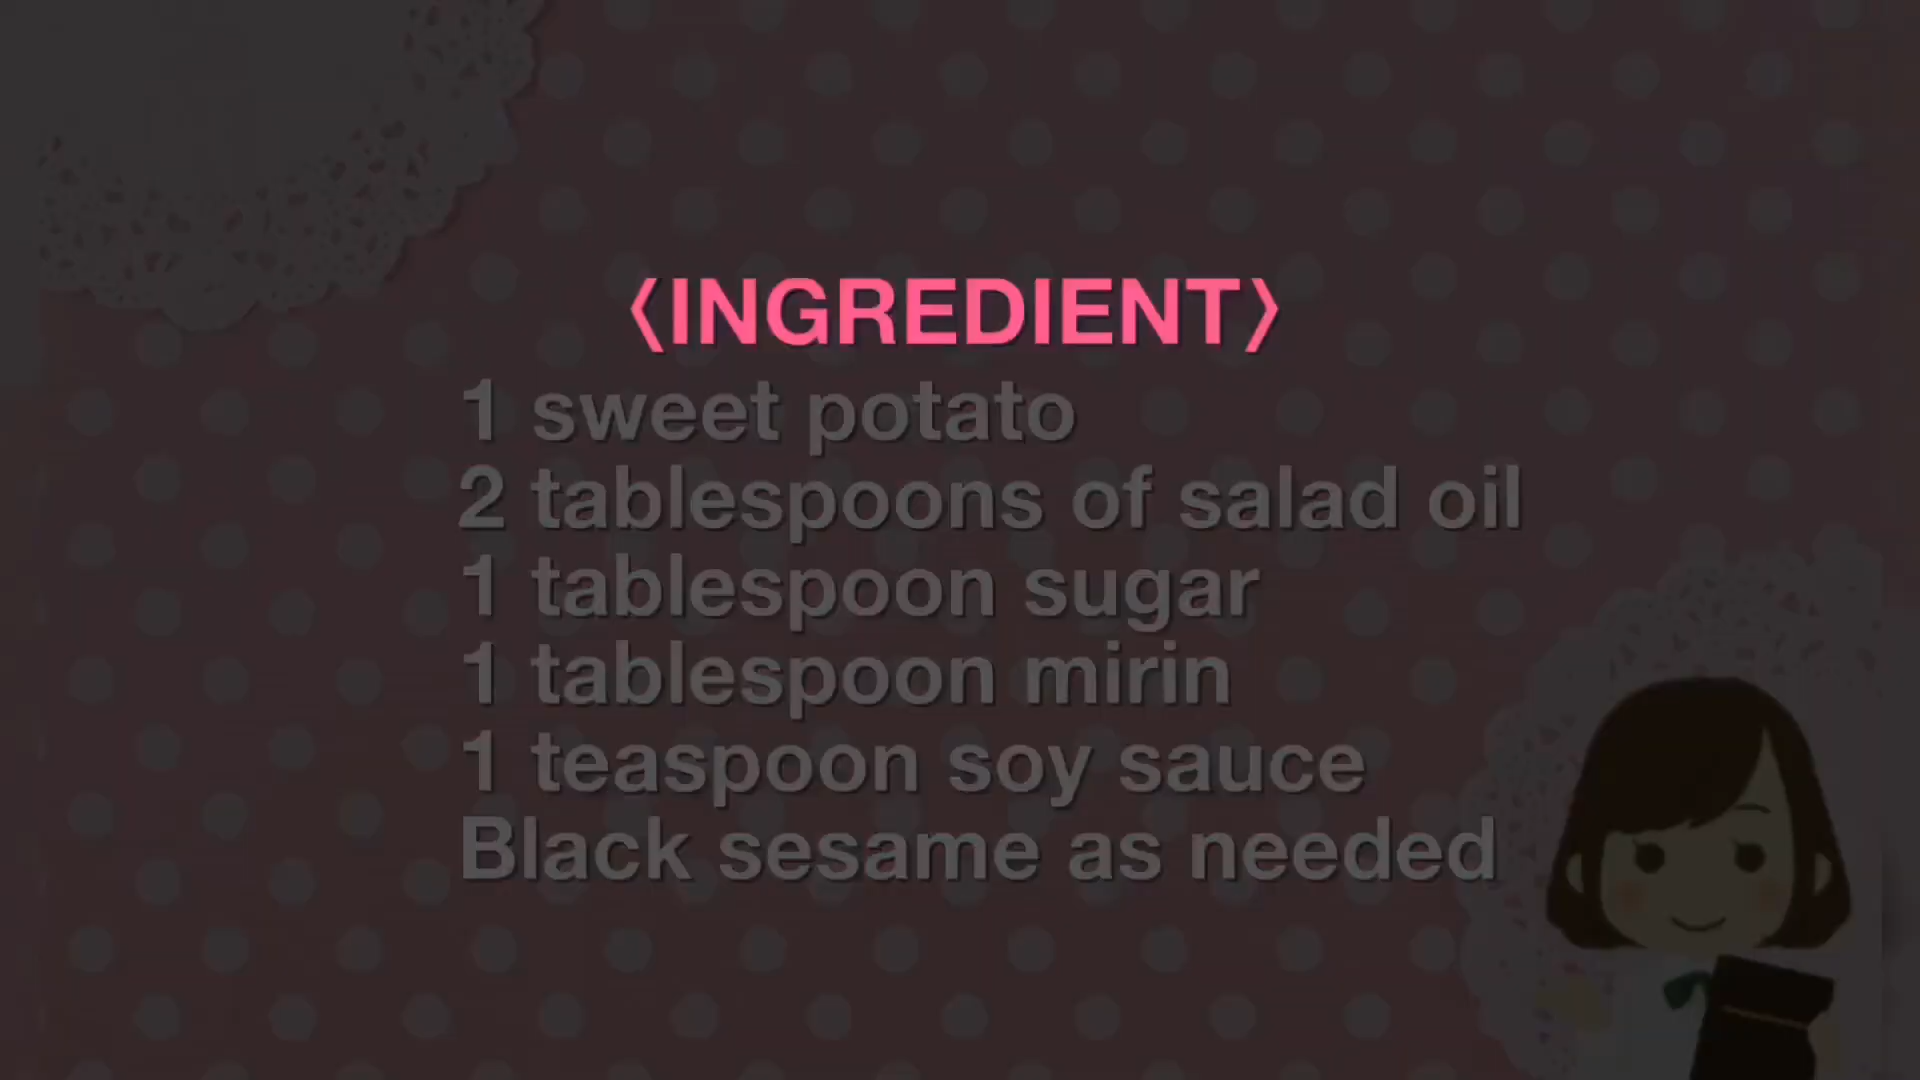 〈INGREDIENT〉
1 sweet potato
2 tablespoons of salad oil
1 tablespoon sugar
1 tablespoon mirin
1 teaspoon soy sauce
Black sesame as needed